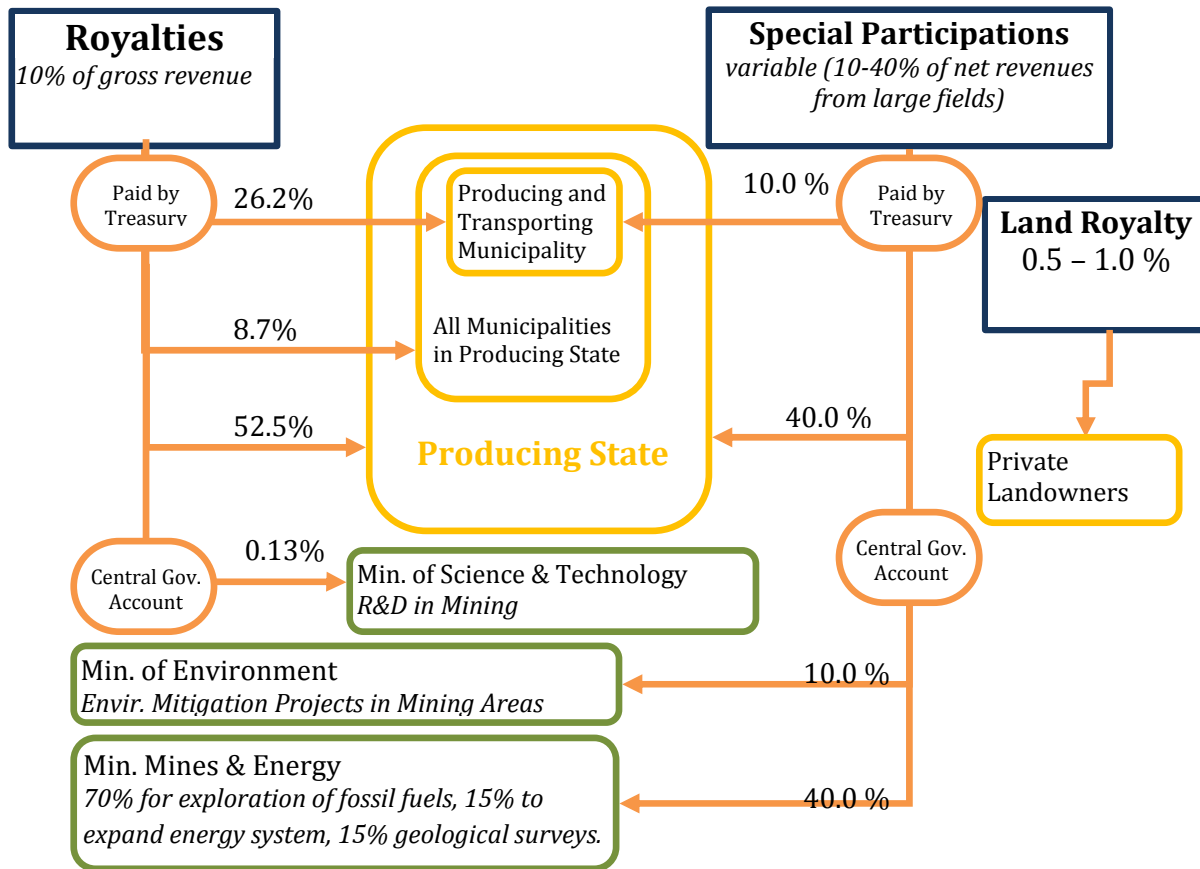 Royalties
10% of gross revenue
Special Participations
variable (10-40% of net revenues
from large fields)
Paid by
Treasury
26.2%
Producing and
Transporting
Municipality
10.0 %
Paid by
Treasury
Land Royalty
0.5 – 1.0 %
8.7%
All Municipalities
in Producing State
52.5%
Producing State
40.0 %
Private
Landowners
Central Gov.
Account
0.13%
Min. of Science & Technology
R&D in Mining
Central Gov.
Account
Min. of Environment
Envir. Mitigation Projects in Mining Areas
10.0 %
Min. Mines & Energy
70% for exploration of fossil fuels, 15% to
expand energy system, 15% geological surveys.
40.0 %